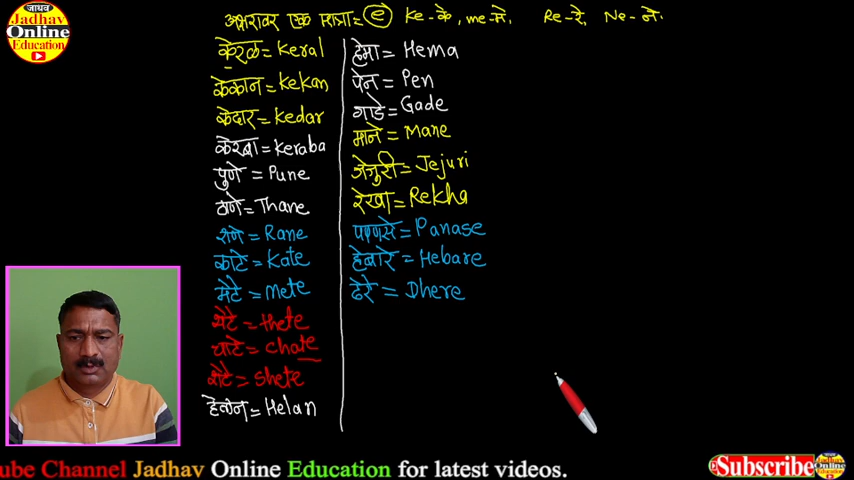 जाधव
Jadhav
Online
Education
अक्षरावर एक मात्रा = e Ke - के, me - मे. Re - रे, Ne - ने.
केरळ = Keral
केकान = Kekan
केदार = Kedar
केरबा = Keraba
पुणे = Pune
ठाणे = Thane
राने = Rane
काटे = Kate
मेटे = Mete
थेटे = thete
चाटे = chate
शेटे = Shete
हेलन = Helan
हेमा = Hema
पेन = Pen
गाडे = Gade
माने = Mane
जेजुरी = Jejuri
रेखा = Rekha
पणसे = Panase
हेबारे = Hebare
ढेरे = Dhere
ube Channel Jadhav Online Education for latest videos.
Subscribe